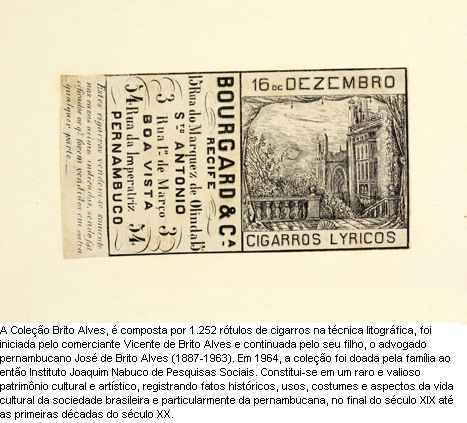 16 DE DEZEMBRO
CIGARROS LYRICOS
BOURGARD & Cª
RECIFE
15 Rua do Marquez de Olinda 15
Sto ANTONIO
3 Rua 1º de Março 3
BOA VISTA
54 Rua da Imperatriz 54
PERNAMBUCO
Estes cigarros vendem-se somente
nas casas acima indicadas, sendo fal-
sificados os q' forem vendidos em outra
qualquer parte.
A Coleção Brito Alves, é composta por 1.252 rótulos de cigarros na técnica litográfica, foi
iniciada pelo comerciante Vicente de Brito Alves e continuada pelo seu filho, o advogado
pernambucano José de Brito Alves (1887-1963). Em 1964, a coleção foi doada pela família ao
então Instituto Joaquim Nabuco de Pesquisas Sociais. Constitui-se em um raro e valioso
patrimônio cultural e artístico, registrando fatos históricos, usos, costumes e aspectos da vida
cultural da sociedade brasileira e particularmente da pernambucana, no final do século XIX até
as primeiras décadas do século XX.